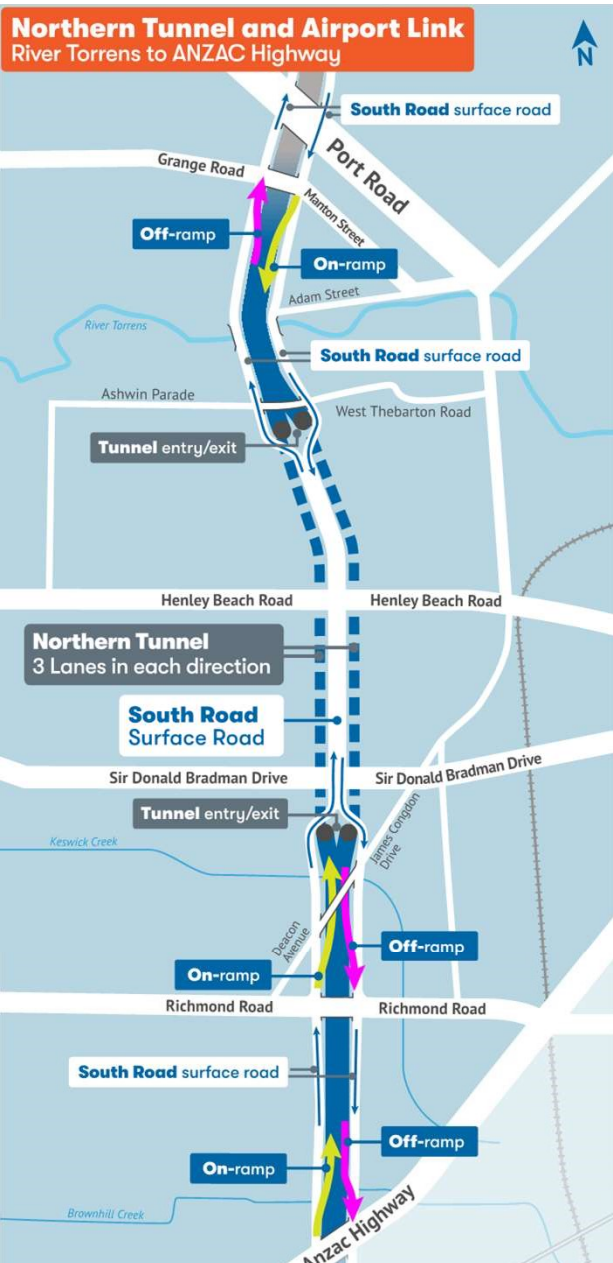 Northern Tunnel and Airport Link
River Torrens to ANZAC Highway
N
South Road surface road
Port Road
Grange Road
Manton Street
Off-ramp
On-ramp
Adam Street
River Torrens
South Road surface road
Ashwin Parade
West Thebarton Road
Tunnel entry/exit
Henley Beach Road
Henley Beach Road
Northern Tunnel
3 Lanes in each direction
South Road
Surface Road
Sir Donald Bradman Drive
Sir Donald Bradman Drive
Tunnel entry/exit
Keswick Creek
James Congdon
Drive
Deacon
Avenue
Off-ramp
On-ramp
Richmond Road
Richmond Road
South Road surface road
Off-ramp
On-ramp
Brownhill Creek
Anzac Highway